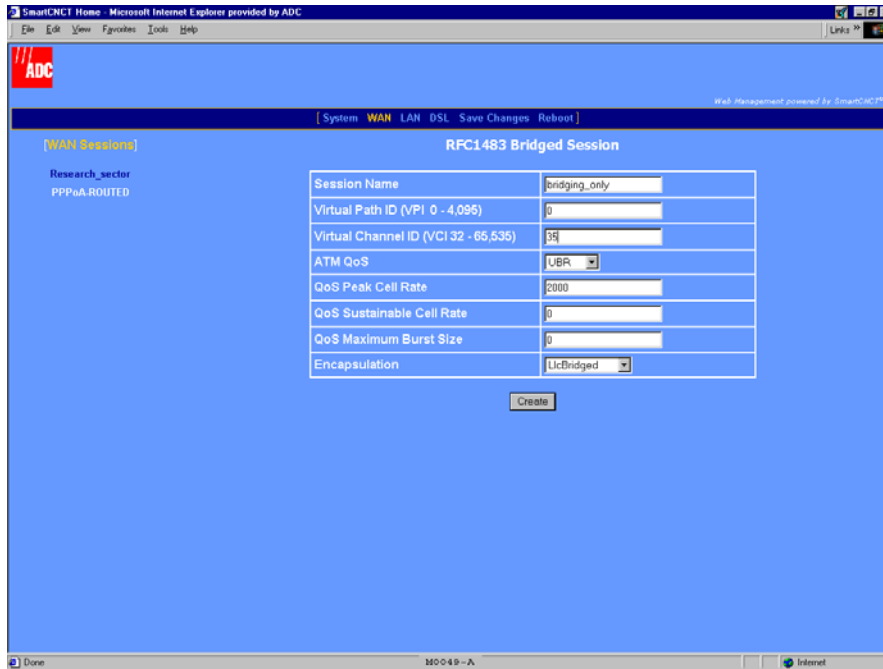 SmartCNCT Home - Microsoft Internet Explorer provided by ADC
File Edit View Favorites Tools Help
Links »
ADC
Web Management powered by SmartCNCT®
[ System WAN LAN DSL Save Changes Reboot ]
[WAN Sessions]
RFC1483 Bridged Session
Research_sector
PPPoA-ROUTED
Session Name bridging_only
Virtual Path ID (VPI 0 - 4,095) 0
Virtual Channel ID (VCI 32 - 65,535) 35
ATM QoS UBR
QoS Peak Cell Rate 2000
QoS Sustainable Cell Rate 0
QoS Maximum Burst Size 0
Encapsulation LlcBridged
Create
Done
M0049-A
Internet